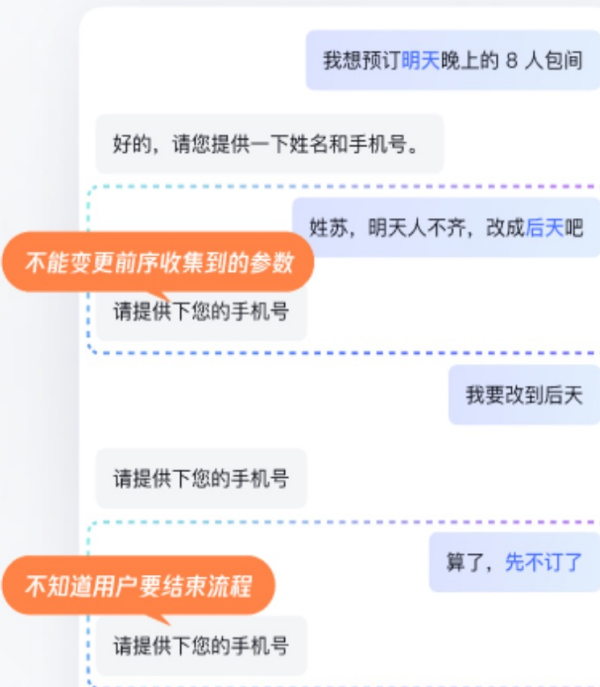 我想预订明天晚上的 8 人包间
好的，请您提供一下姓名和手机号。
姓苏，明天人不齐，改成后天吧
不能变更前序收集到的参数
请提供下您的手机号
我要改到后天
请提供下您的手机号
算了，先不订了
不知道用户要结束流程
请提供下您的手机号